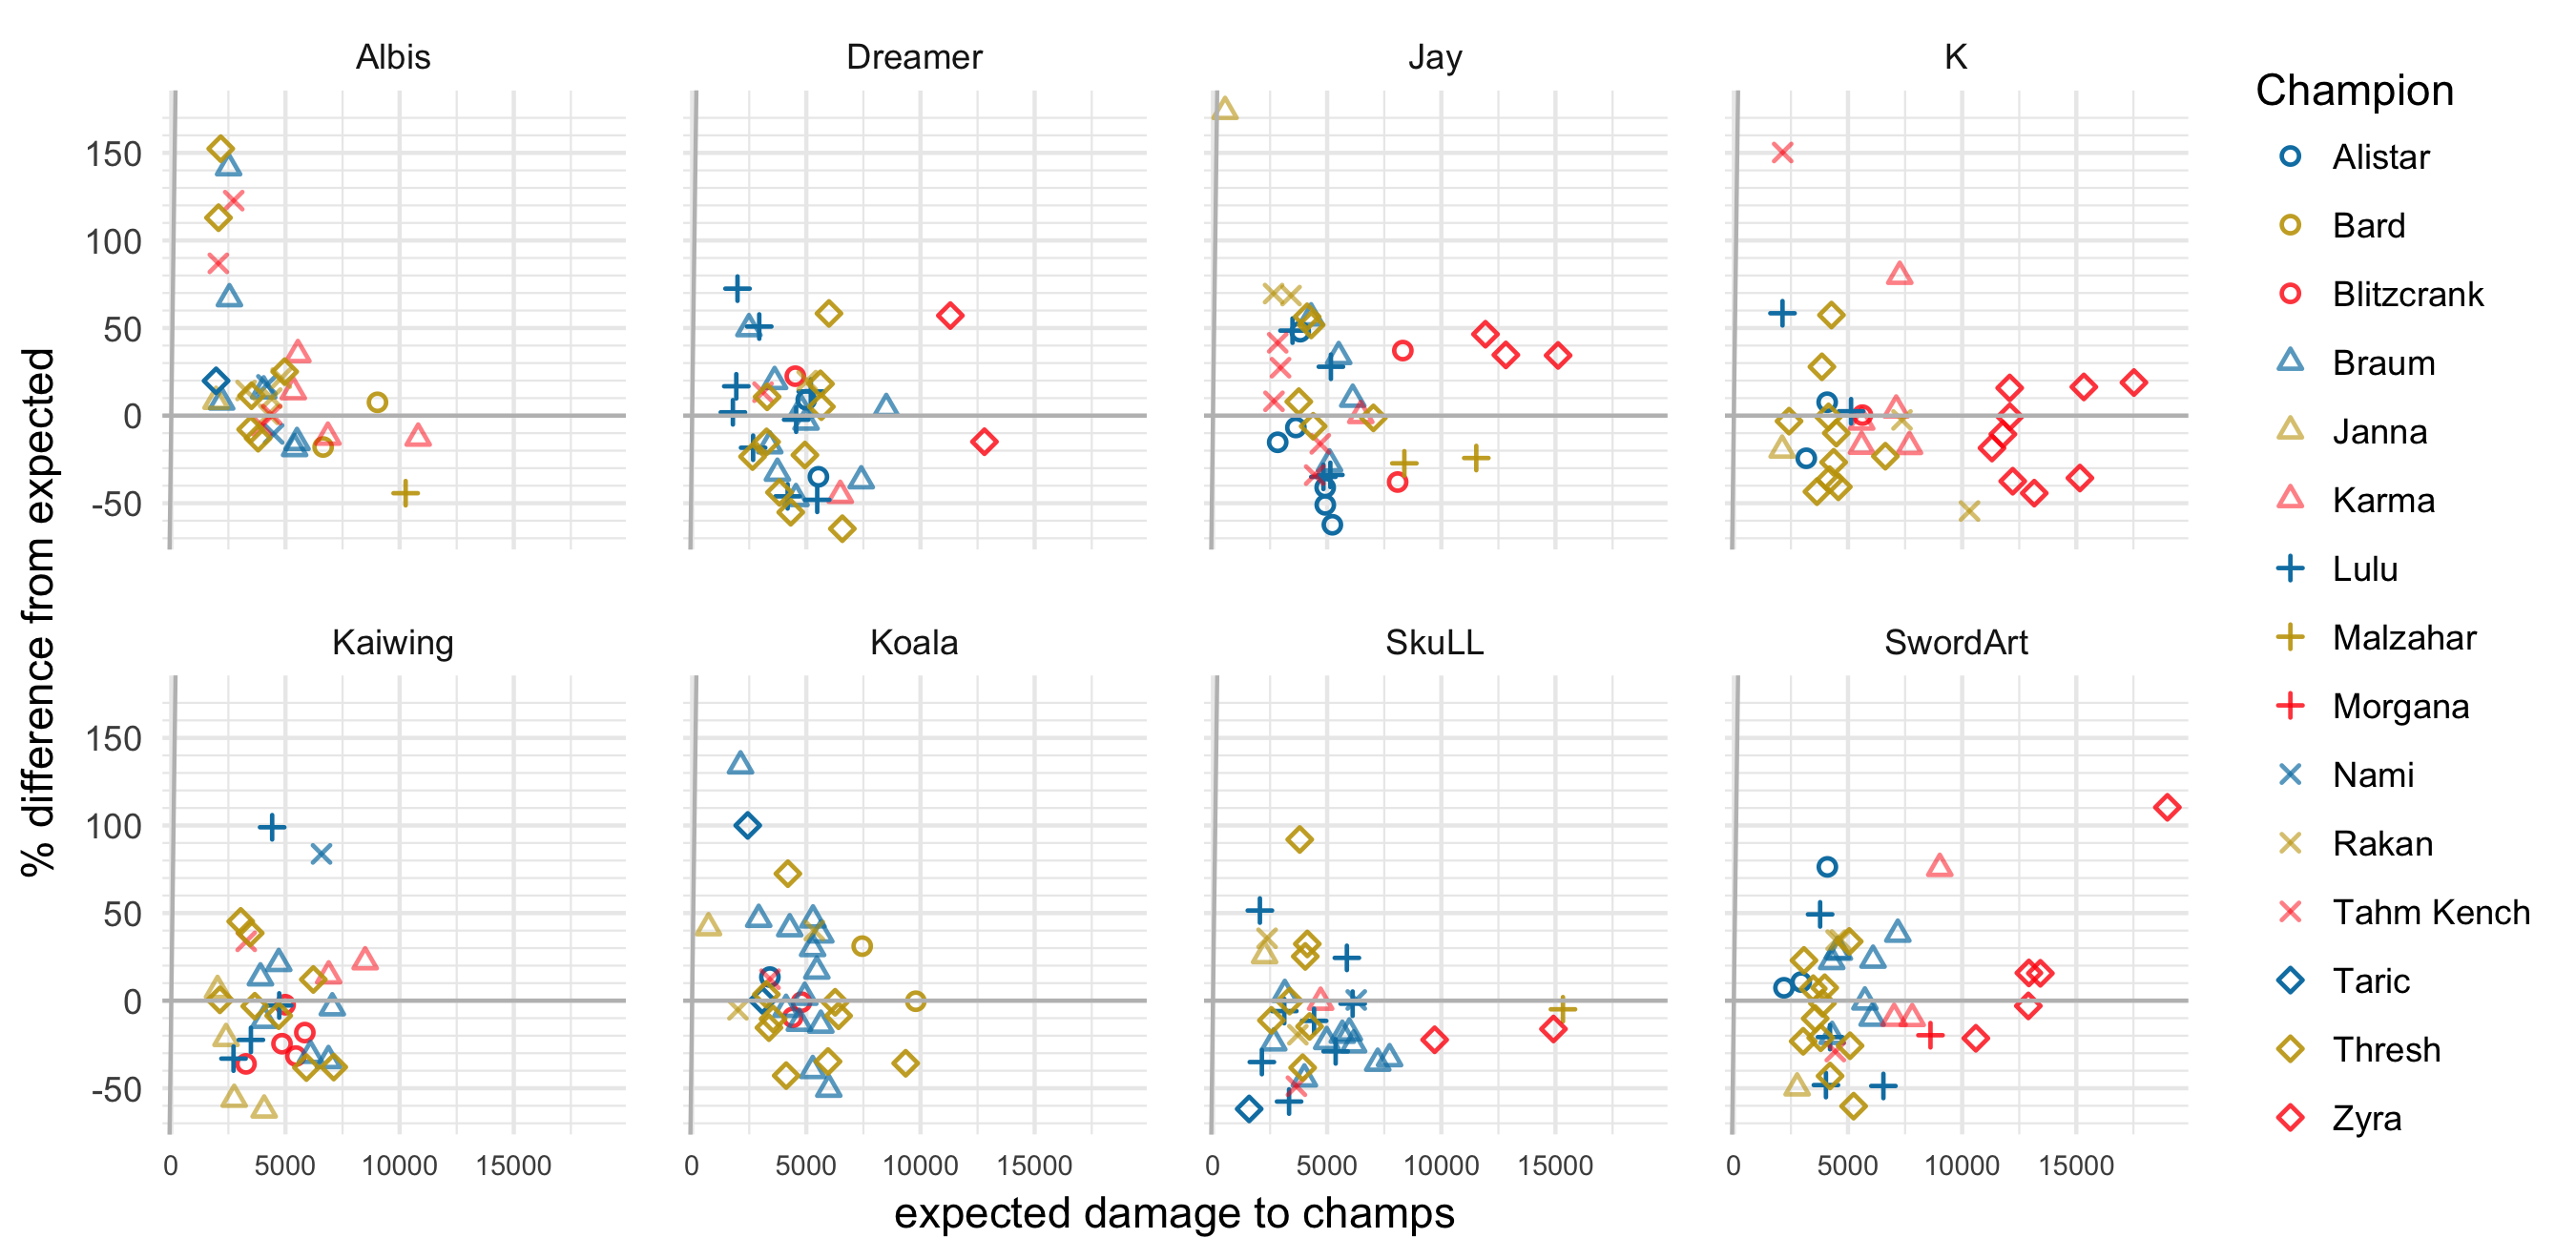 Albis
Dreamer
Jay
K
150
100
50
0
-50
Kaiwing
Koala
SkuLL
SwordArt
150
100
50
0
-50
0 5000 10000 15000
0 5000 10000 15000
0 5000 10000 15000
0 5000 10000 15000
expected damage to champs
% difference from expected
Champion
Alistar
Bard
Blitzcrank
Braum
Janna
Karma
Lulu
Malzahar
Morgana
Nami
Rakan
Tahm Kench
Taric
Thresh
Zyra